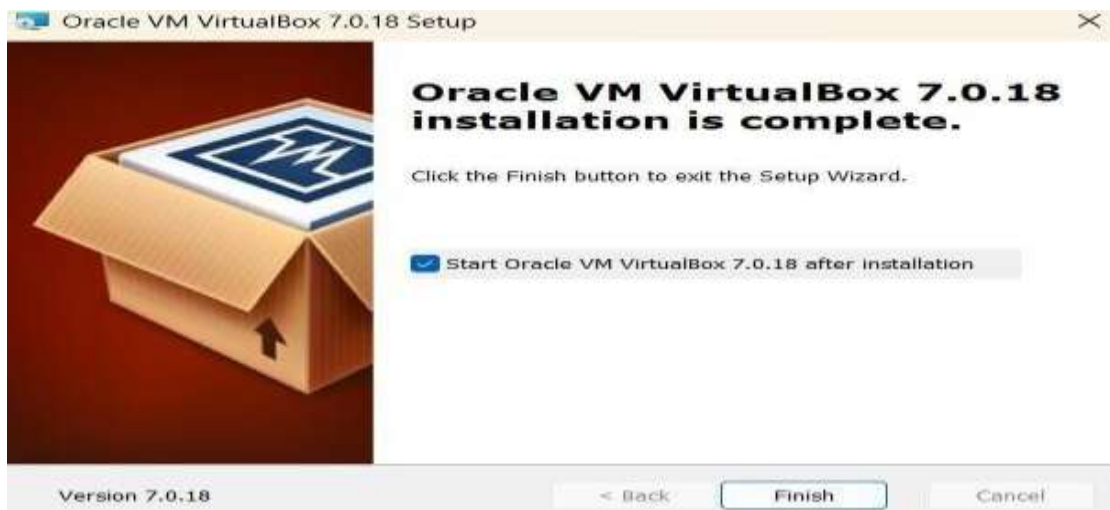 Oracle VM VirtualBox 7.0.18 Setup
Oracle VM VirtualBox 7.0.18
installation is complete.
Click the Finish button to exit the Setup Wizard.
Start Oracle VM VirtualBox 7.0.18 after installation
Version 7.0.18
< Back
Finish
Cancel